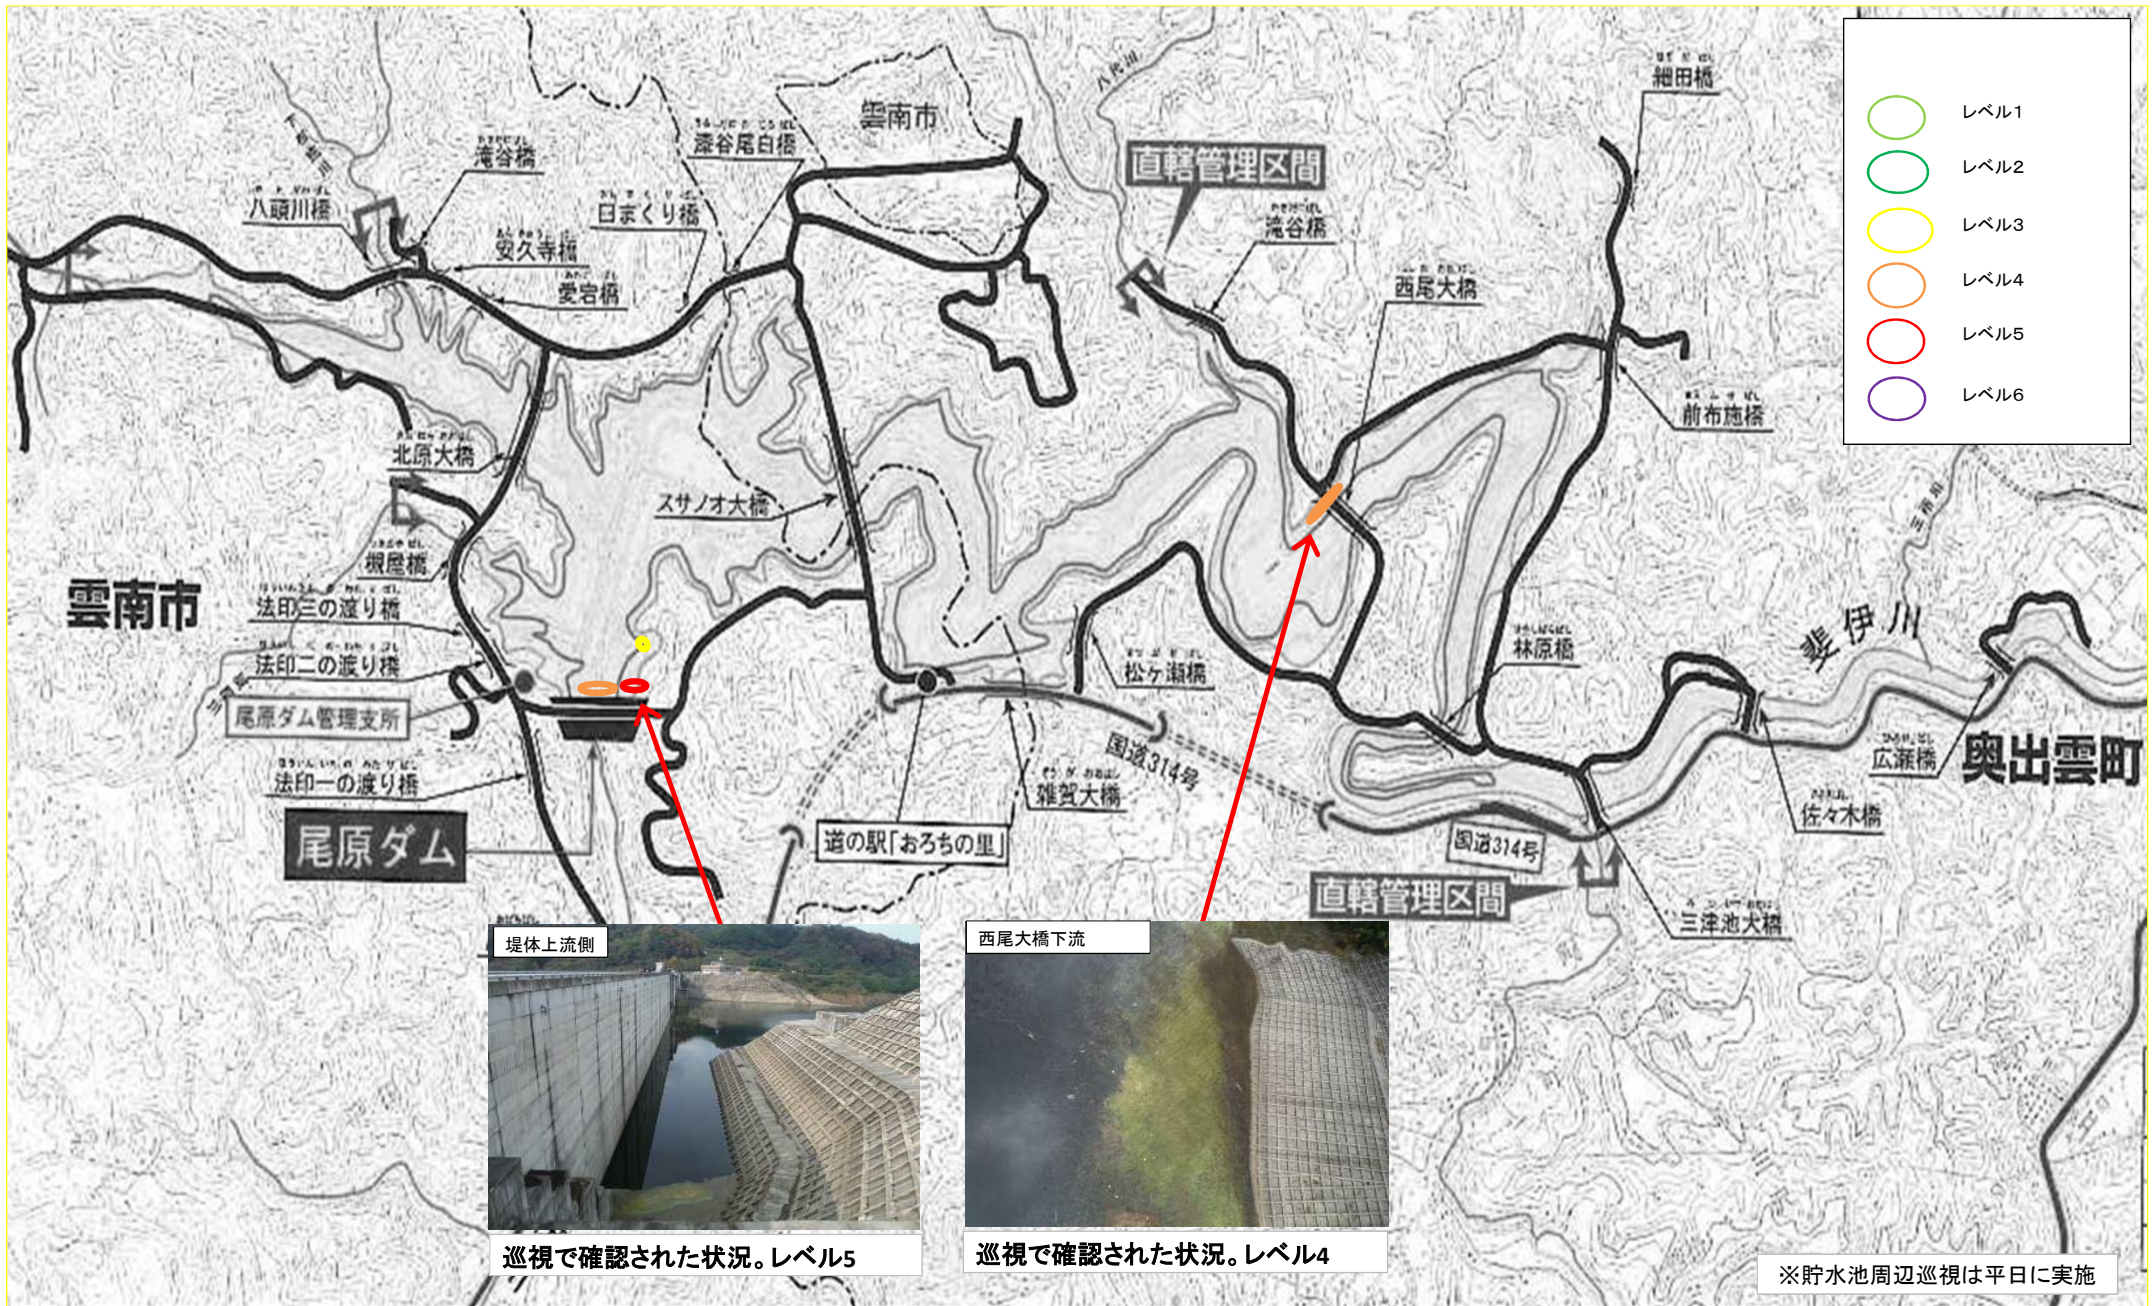 レベル1
レベル2
レベル3
レベル4
レベル5
レベル6
細田橋
雲南市
漆谷尾白橋
滝谷橋
八頭川橋
安久寺橋
日まくり橋
愛宕橋
直轄管理区間
滝谷橋
西尾大橋
前布施橋
北原大橋
スサノオ大橋
槻屋橋
雲南市
法印三の渡り橋
法印二の渡り橋
尾原ダム管理支所
法印一の渡り橋
尾原ダム
松ヶ瀬橋
林原橋
斐伊川
広瀬橋
奥出雲町
佐々木橋
国道314号
雑賀大橋
道の駅「おろちの里」
国道314号
直轄管理区間
三津池大橋
堤体上流側
西尾大橋下流
巡視で確認された状況。レベル5
巡視で確認された状況。レベル4
※貯水池周辺巡視は平日に実施